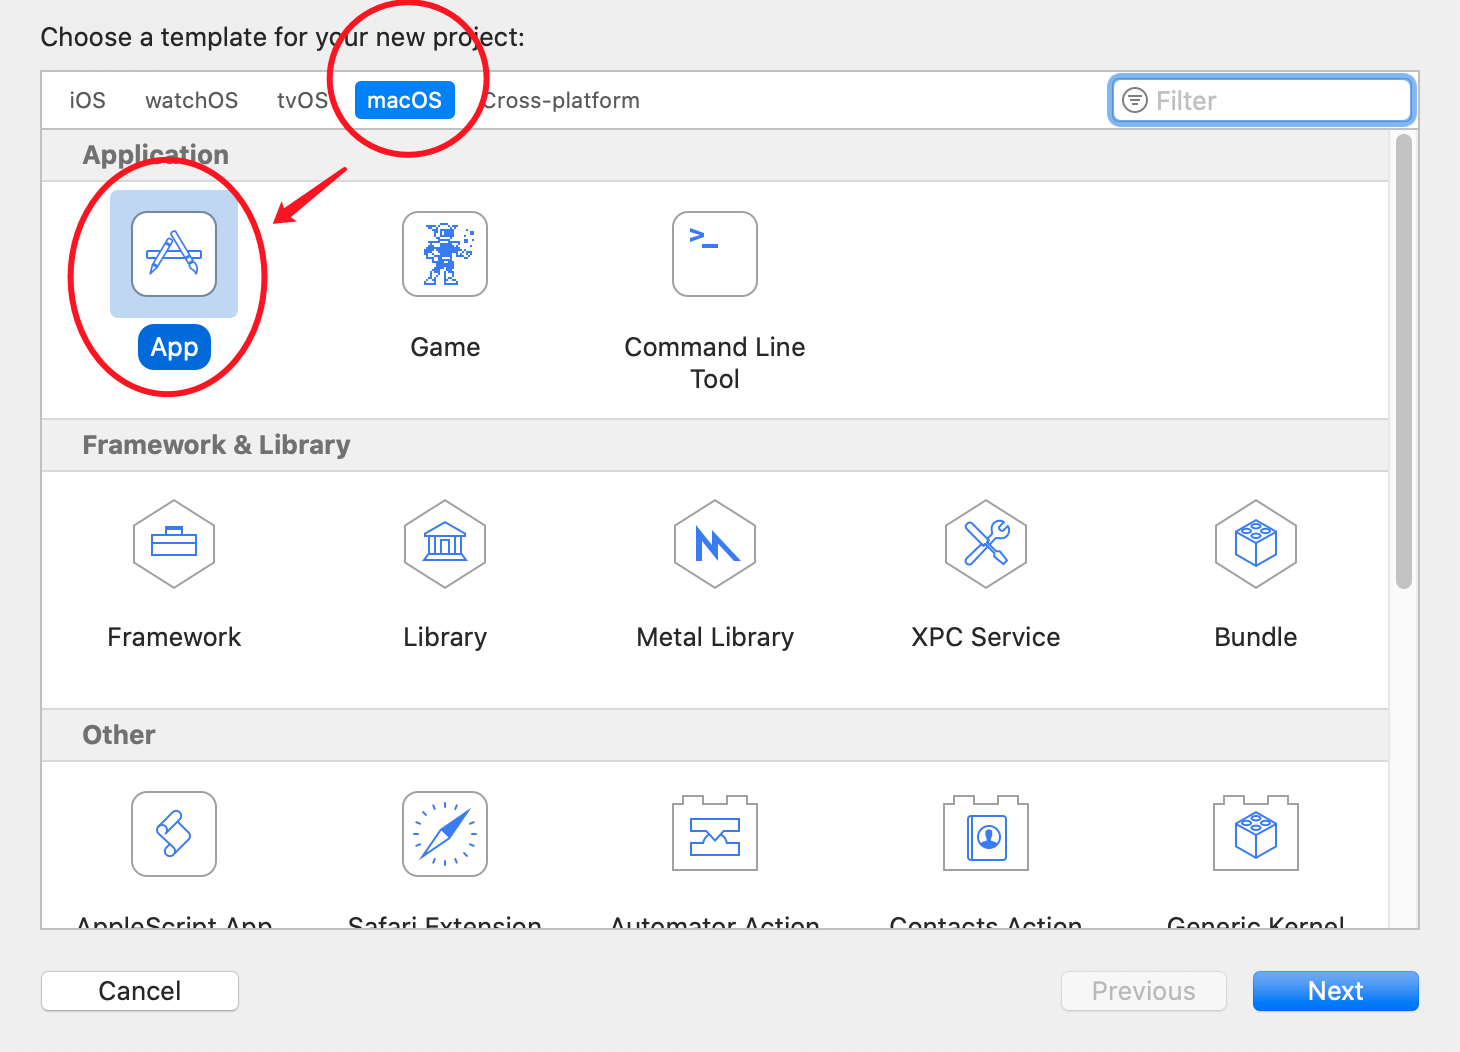 Choose a template for your new project:
iOS watchOS tvOS macOS Cross-platform Filter
Application
>_
App Game Command Line
Tool
Framework & Library
Framework Library Metal Library XPC Service Bundle
Other
AppleScript App Safari Extension Automator Action Contacts Action Generic Kernel
Cancel Previous Next